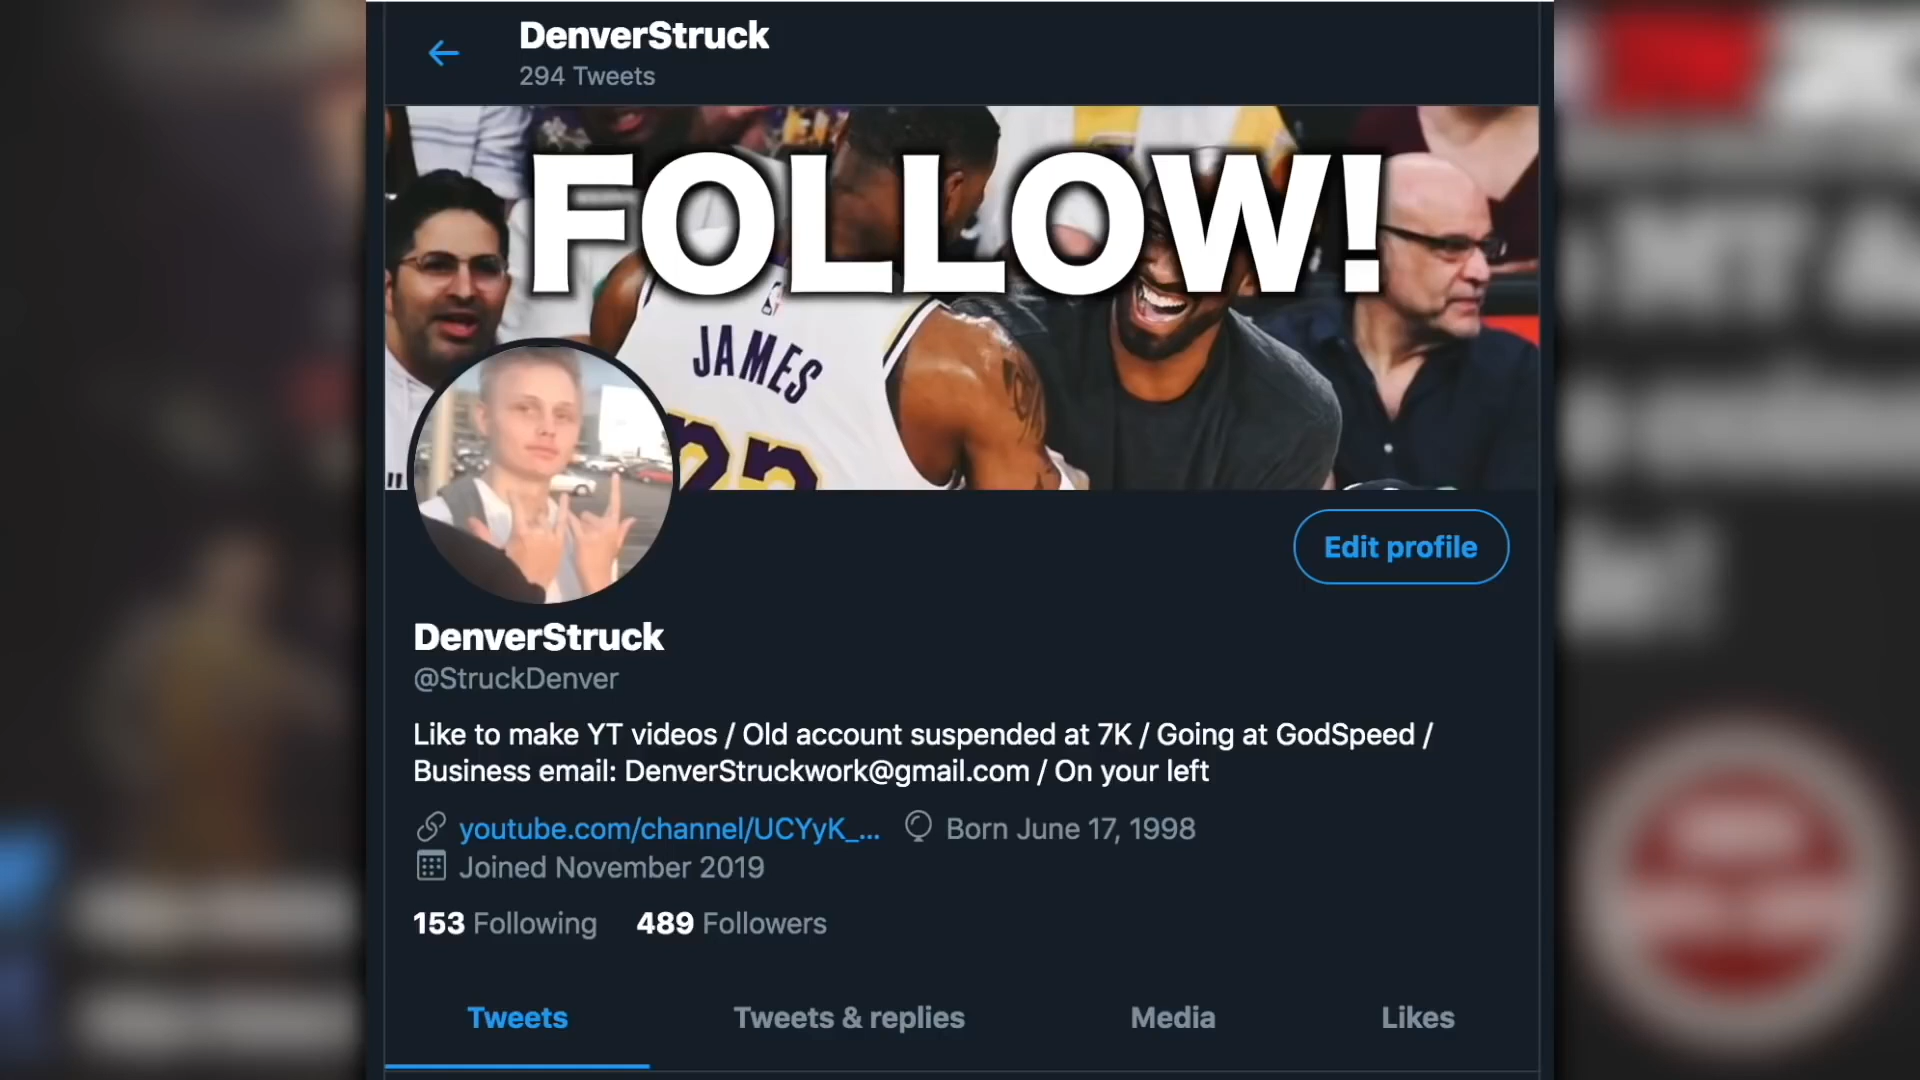 DenverStruck
294 Tweets
FOLLOW!
JAMES
Edit profile
DenverStruck
@StruckDenver
Like to make YT videos / Old account suspended at 7K / Going at GodSpeed /
Business email: DenverStruckwork@gmail.com / On your left
youtube.com/channel/UCYyK_... Born June 17, 1998
Joined November 2019
153 Following 489 Followers
Tweets Tweets & replies Media Likes